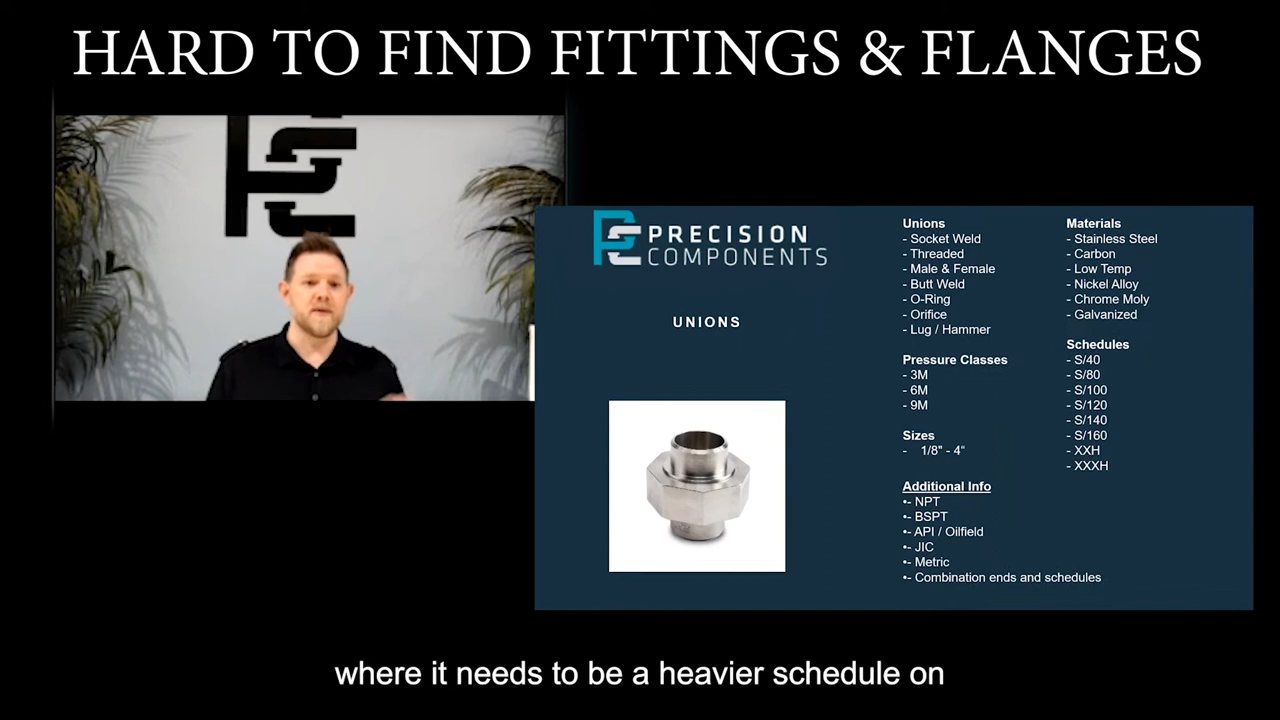 HARD TO FIND FITTINGS & FLANGES
PRECISION
COMPONENTS
UNIONS
Unions
- Socket Weld
- Threaded
- Male & Female
- Butt Weld
- O-Ring
- Orifice
- Lug / Hammer
Pressure Classes
- 3M
- 6M
- 9M
Sizes
- 1/8" - 4“
Additional Info
•- NPT
•- BSPT
•- API / Oilfield
•- JIC
•- Metric
•- Combination ends and schedules
Materials
- Stainless Steel
- Carbon
- Low Temp
- Nickel Alloy
- Chrome Moly
- Galvanized
Schedules
- S/40
- S/80
- S/100
- S/120
- S/140
- S/160
- XXH
- XXXH
where it needs to be a heavier schedule on